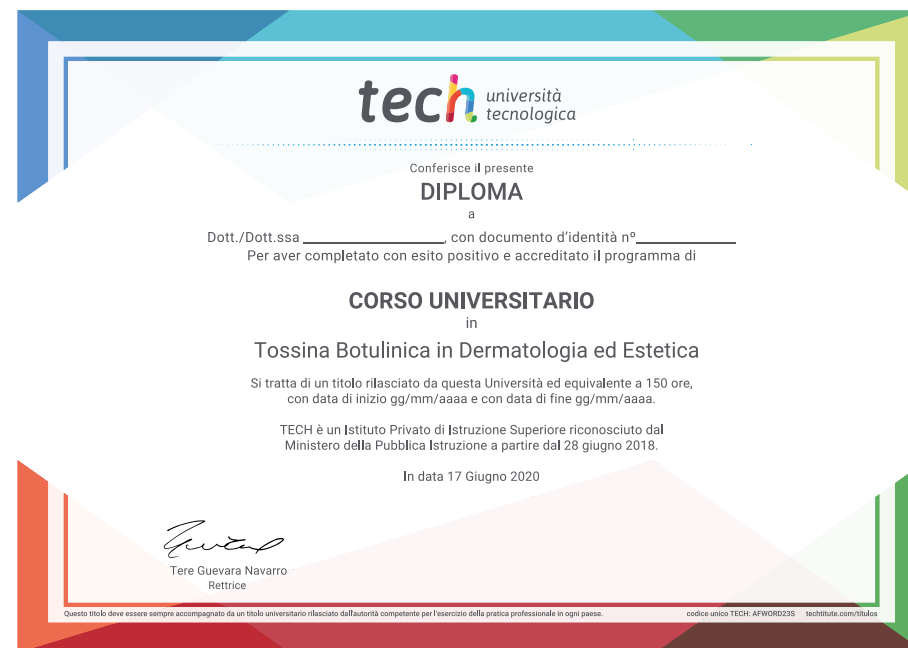 tech università
tecnologica
Conferisce il presente
DIPLOMA
a
Dott./Dott.ssa ____________________, con documento d'identità nº______________
Per aver completato con esito positivo e accreditato il programma di
CORSO UNIVERSITARIO
in
Tossina Botulinica in Dermatologia ed Estetica
Si tratta di un titolo rilasciato da questa Università ed equivalente a 150 ore,
con data di inizio gg/mm/aaaa e con data di fine gg/mm/aaaa.
TECH è un Istituto Privato di Istruzione Superiore riconosciuto dal
Ministero della Pubblica Istruzione a partire dal 28 giugno 2018.
In data 17 Giugno 2020
Tere Guevara Navarro
Rettrice
Questo titolo deve essere sempre accompagnato da un titolo universitario rilasciato dall'autorità competente per l'esercizio della pratica professionale in ogni paese. codice unico TECH: AFWORD23S techtitute.com/titulos